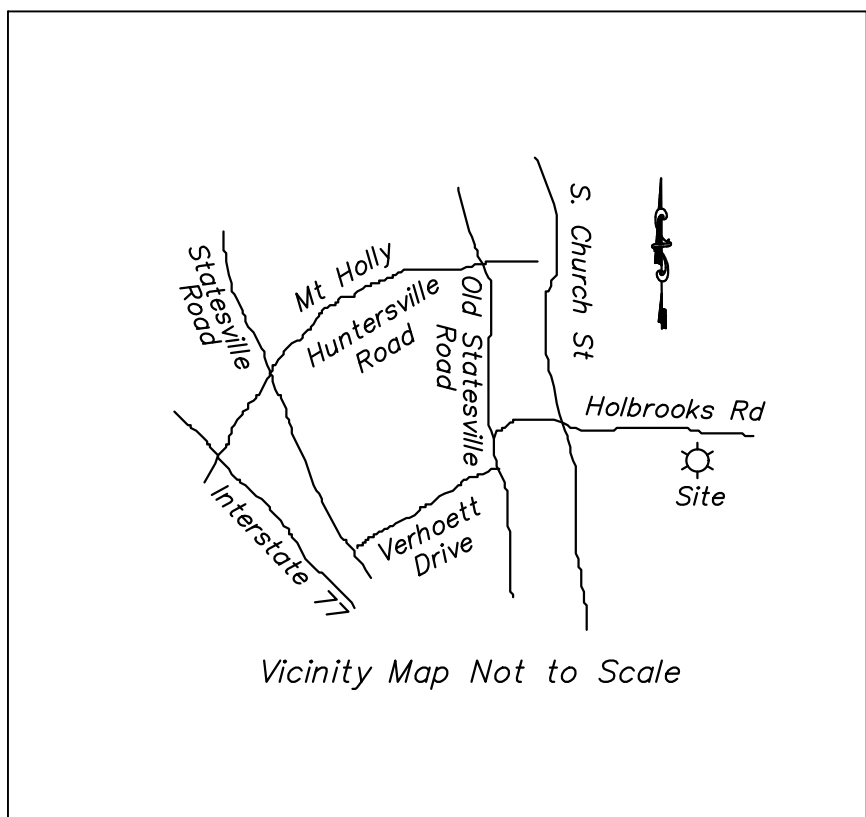 S. Church St
Statesville
Road
Mt Holly
Huntersville
Road
Old Statesville
Road
Holbrooks Rd
Site
Interstate 77
Verhoett
Drive
Vicinity Map Not to Scale